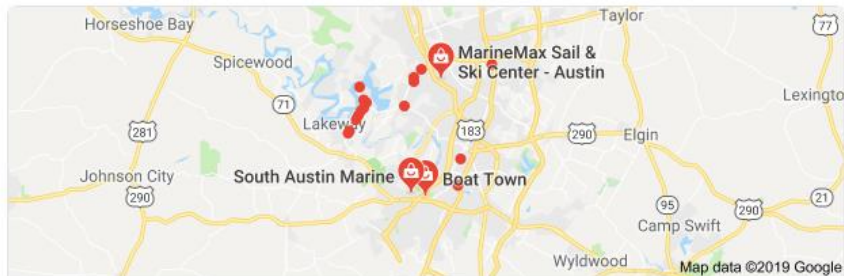 Horseshoe Bay
Taylor
77
Spicewood
MarineMax Sail &
Ski Center - Austin
71
Lexingto
Lakeway
281
183
290
Elgin
Johnson City
South Austin Marine
Boat Town
290
95
290
21
Camp Swift
Wyldwood
Map data ©2019 Google